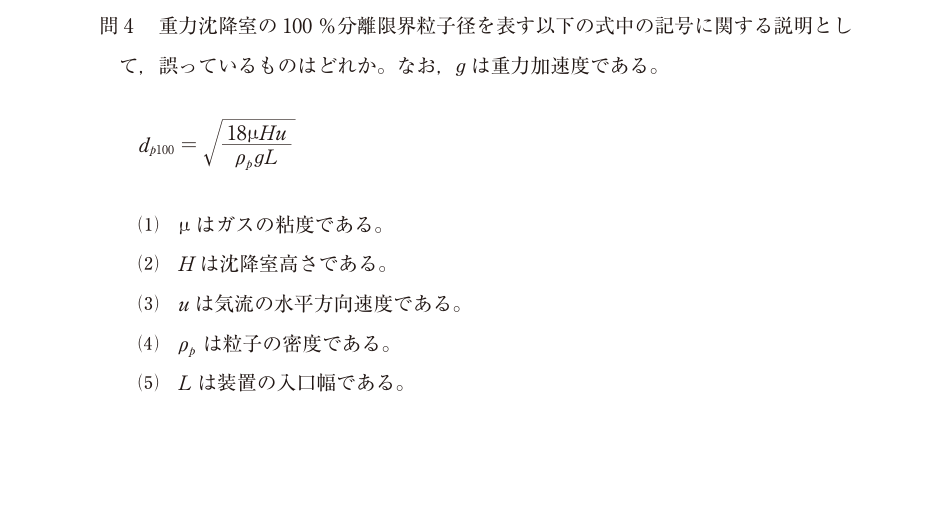 問4 重力沈降室の 100 %分離限界粒子径を表す以下の式中の記号に関する説明とし
て，誤っているものはどれか。なお，g は重力加速度である。
d_{p100} = √(18μHu / ρ_p gL)
(1) μ はガスの粘度である。
(2) H は沈降室高さである。
(3) u は気流の水平方向速度である。
(4) ρ_p は粒子の密度である。
(5) L は装置の入口幅である。